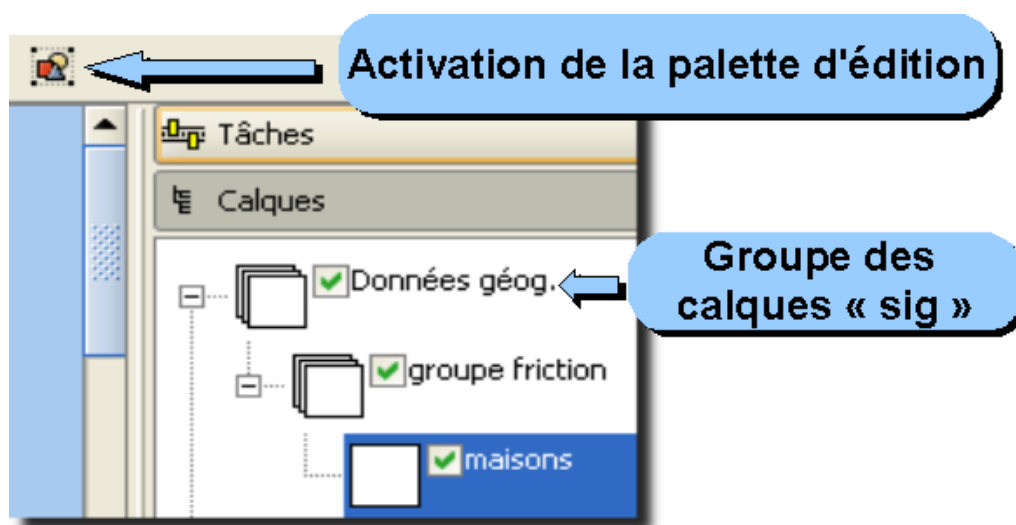 Activation de la palette d'édition
Tâches
Calques
Données géog.
Groupe des
calques « sig »
groupe friction
maisons